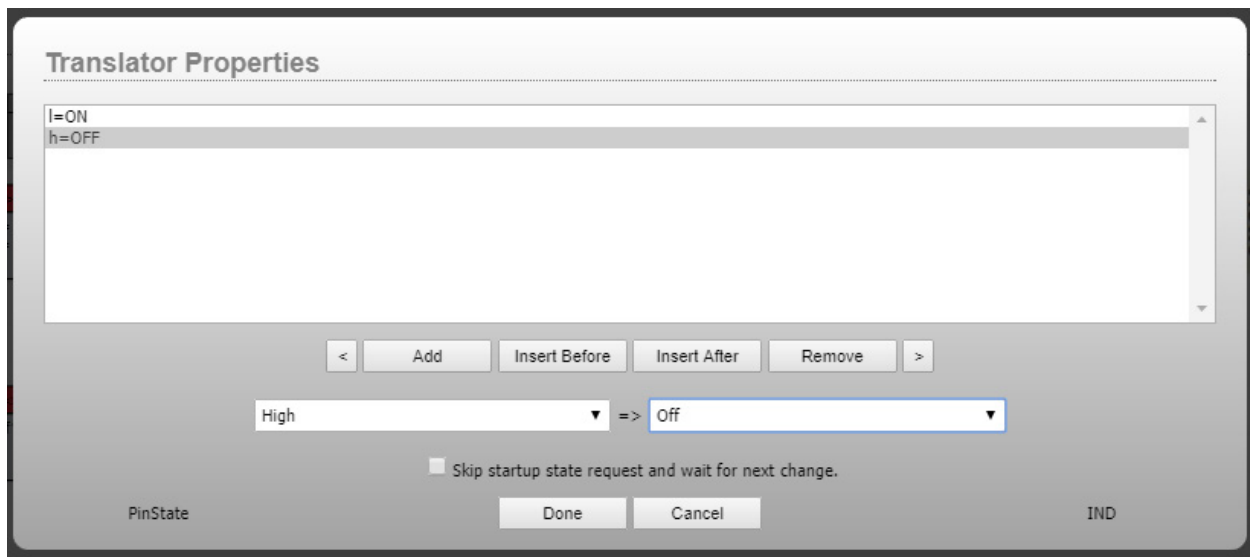 Translator Properties
l=ON
h=OFF
< Add Insert Before Insert After Remove >
High => Off
Skip startup state request and wait for next change.
PinState Done Cancel IND